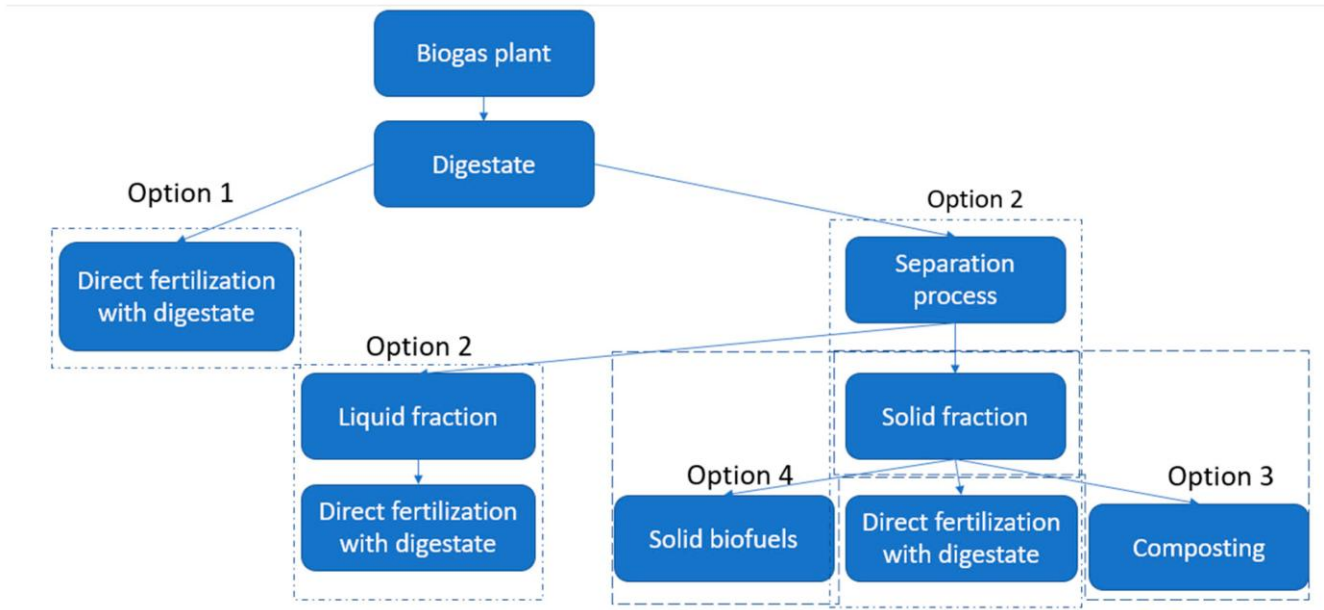 Biogas plant
Digestate
Option 1
Option 2
Direct fertilization
with digestate
Separation
process
Option 2
Liquid fraction
Solid fraction
Option 4
Option 3
Direct fertilization
with digestate
Solid biofuels
Direct fertilization
with digestate
Composting